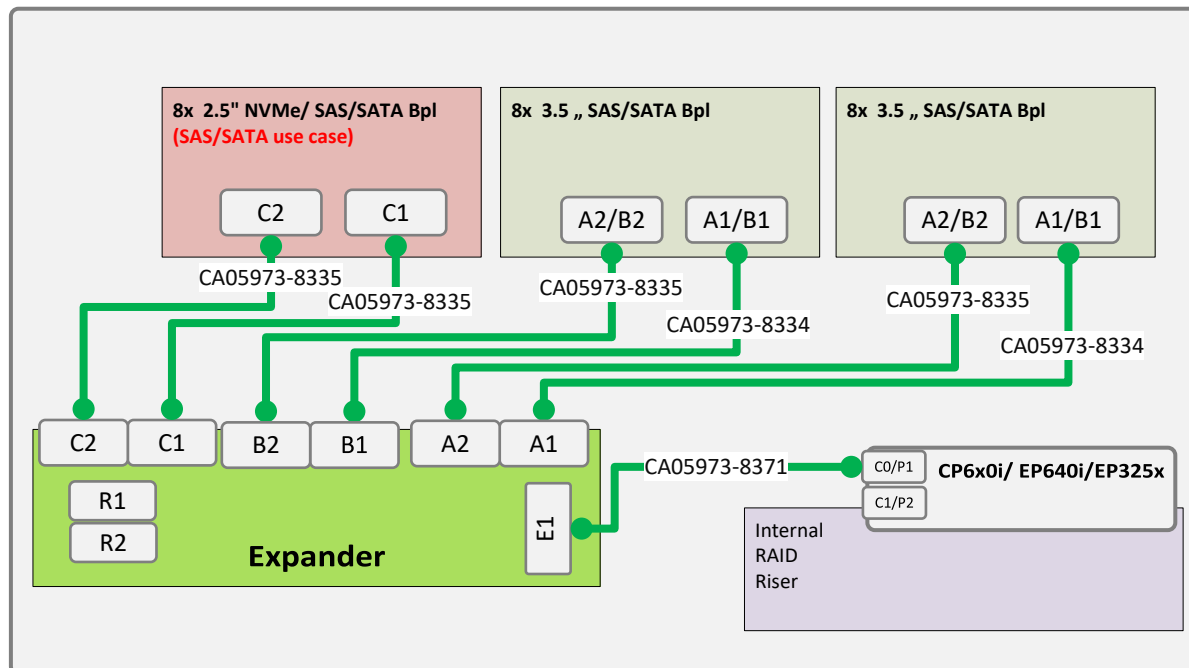 8x 2.5" NVMe/ SAS/SATA Bpl
(SAS/SATA use case)
C2
C1
8x 3.5 „ SAS/SATA Bpl
A2/B2
A1/B1
8x 3.5 „ SAS/SATA Bpl
A2/B2
A1/B1
CA05973-8335
CA05973-8335
CA05973-8335
CA05973-8334
CA05973-8335
CA05973-8334
C2
C1
B2
B1
A2
A1
R1
R2
Expander
E1
CA05973-8371
C0/P1
C1/P2
CP6x0i/ EP640i/EP325x
Internal
RAID
Riser